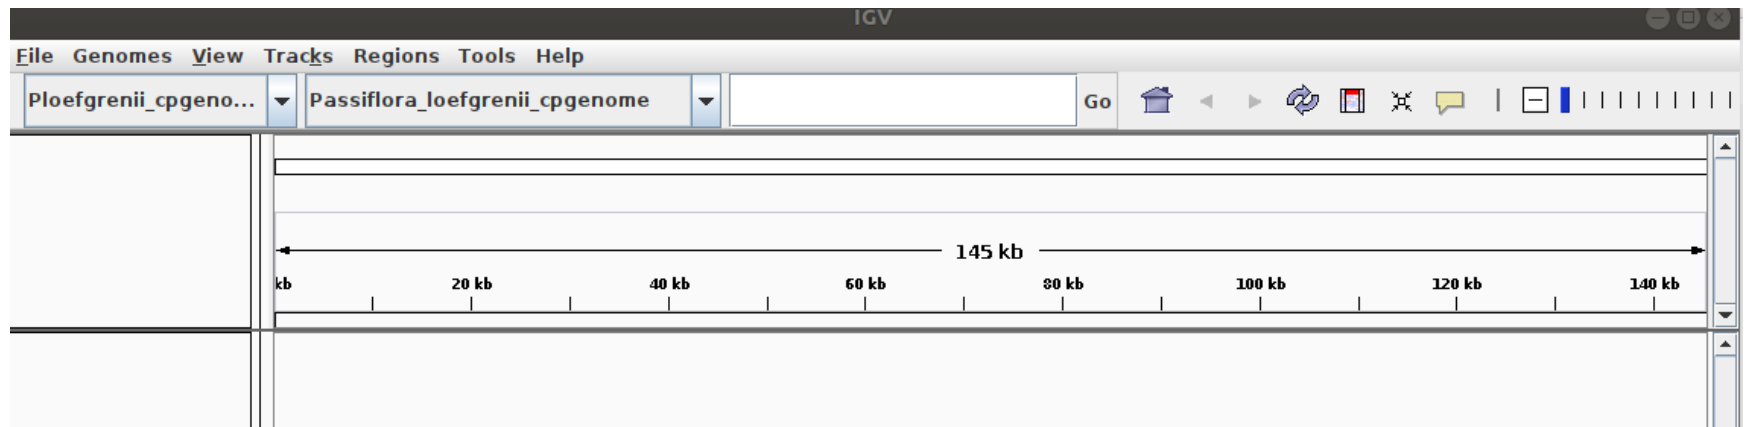 IGV
File Genomes View Tracks Regions Tools Help
Ploefgrenii_cpgeno... Passiflora_loefgrenii_cpgenome Go
145 kb
kb 20 kb 40 kb 60 kb 80 kb 100 kb 120 kb 140 kb